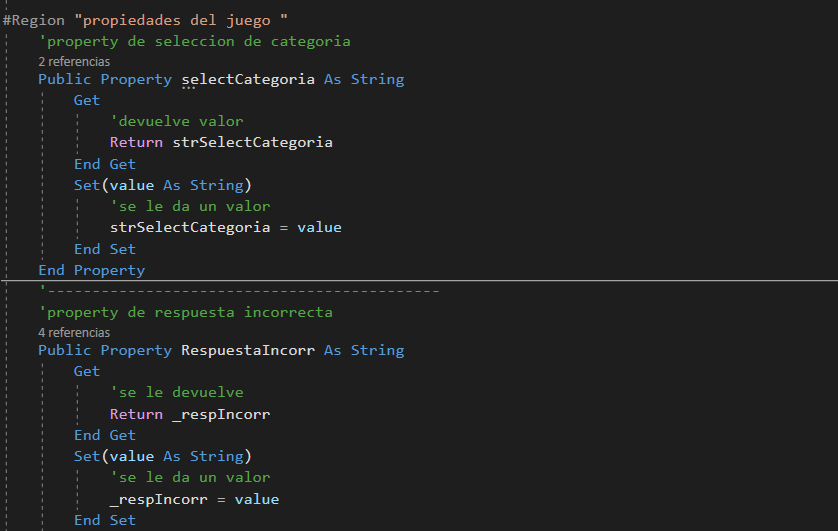 #Region "propiedades del juego "
'property de seleccion de categoria
2 referencias
Public Property selectCategoria As String
Get
'devuelve valor
Return strSelectCategoria
End Get
Set(value As String)
'se le da un valor
strSelectCategoria = value
End Set
End Property
'--------------------------------------------
'property de respuesta incorrecta
4 referencias
Public Property RespuestaIncorr As String
Get
'se le devuelve
Return _respIncorr
End Get
Set(value As String)
'se le da un valor
_respIncorr = value
End Set